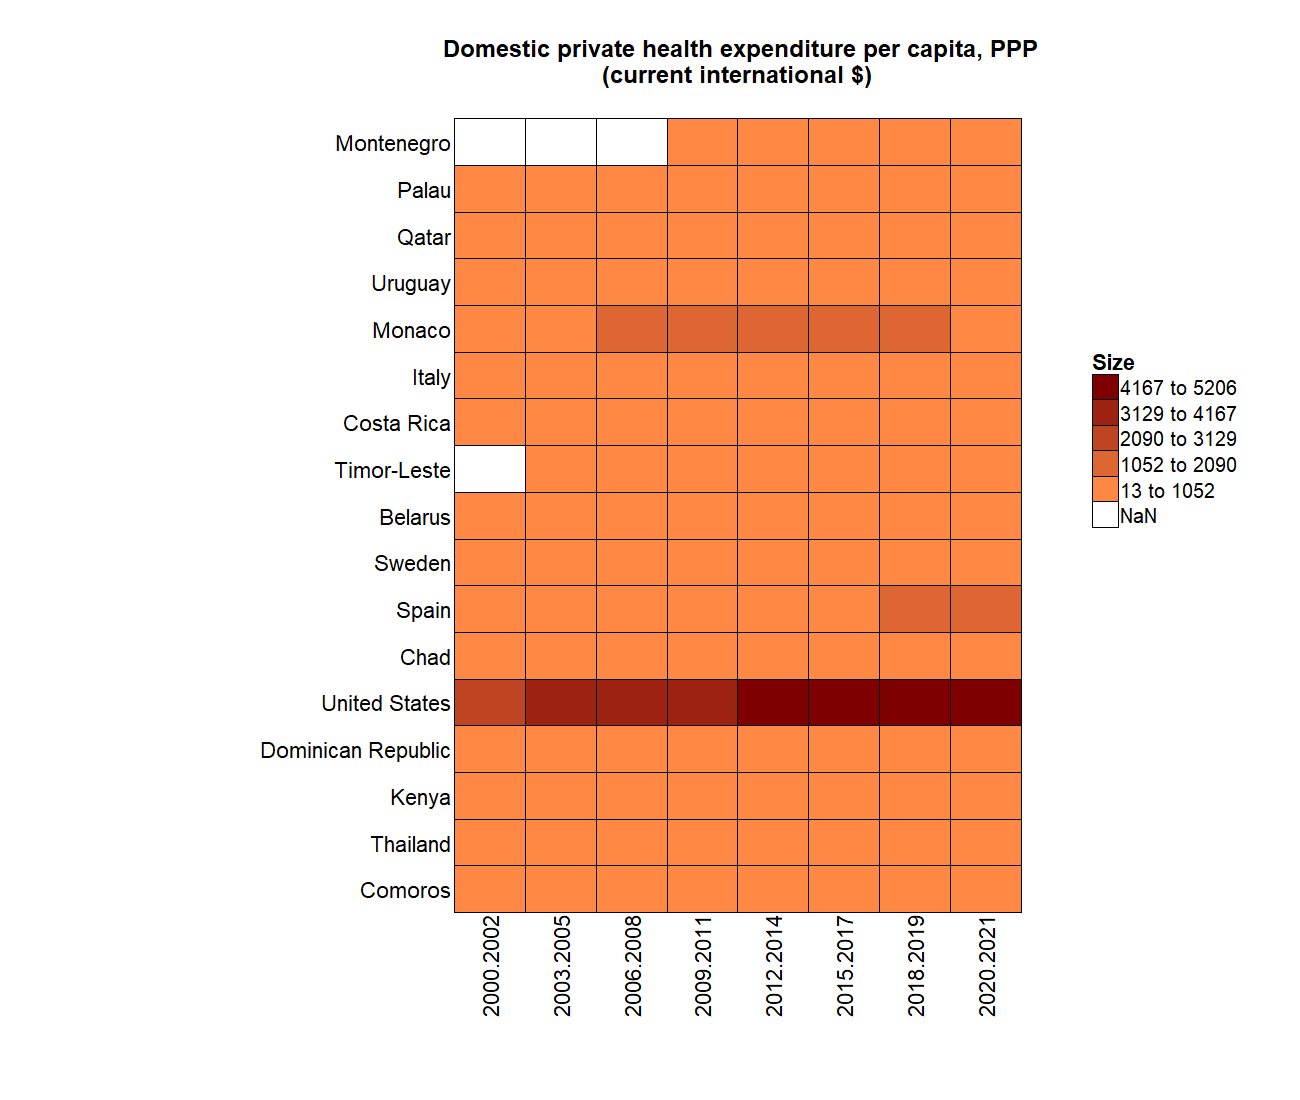 Domestic private health expenditure per capita, PPP
(current international $)
Montenegro
Palau
Qatar
Uruguay
Monaco
Italy
Costa Rica
Timor-Leste
Belarus
Sweden
Spain
Chad
United States
Dominican Republic
Kenya
Thailand
Comoros
2000.2002
2003.2005
2006.2008
2009.2011
2012.2014
2015.2017
2018.2019
2020.2021
Size
4167 to 5206
3129 to 4167
2090 to 3129
1052 to 2090
13 to 1052
NaN